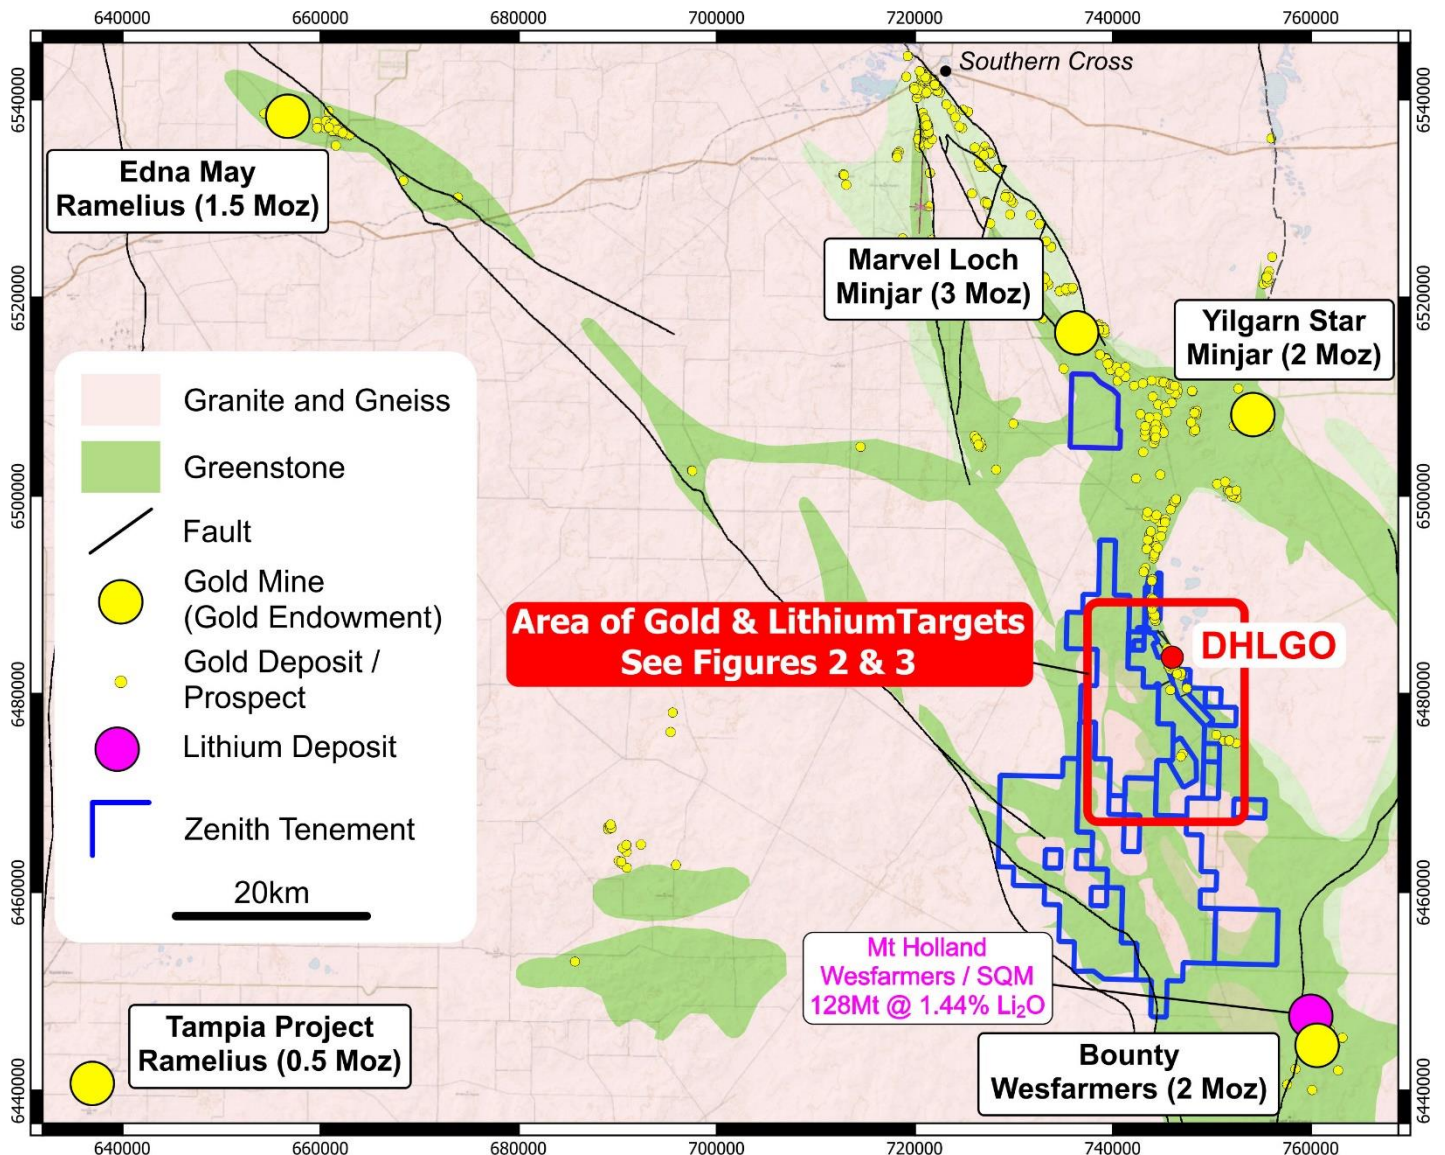 640000
660000
680000
700000
720000
740000
760000
6540000
6520000
6500000
6480000
6460000
6440000
Southern Cross
Edna May
Ramelius (1.5 Moz)
Marvel Loch
Minjar (3 Moz)
Yilgarn Star
Minjar (2 Moz)
Granite and Gneiss
Greenstone
Fault
Gold Mine
(Gold Endowment)
Gold Deposit /
Prospect
Lithium Deposit
Zenith Tenement
20km
Area of Gold & LithiumTargets
See Figures 2 & 3
DHLGO
Mt Holland
Wesfarmers / SQM
128Mt @ 1.44% Li₂O
Tampia Project
Ramelius (0.5 Moz)
Bounty
Wesfarmers (2 Moz)
6540000
6520000
6500000
6480000
6460000
6440000
640000
660000
680000
700000
720000
740000
760000